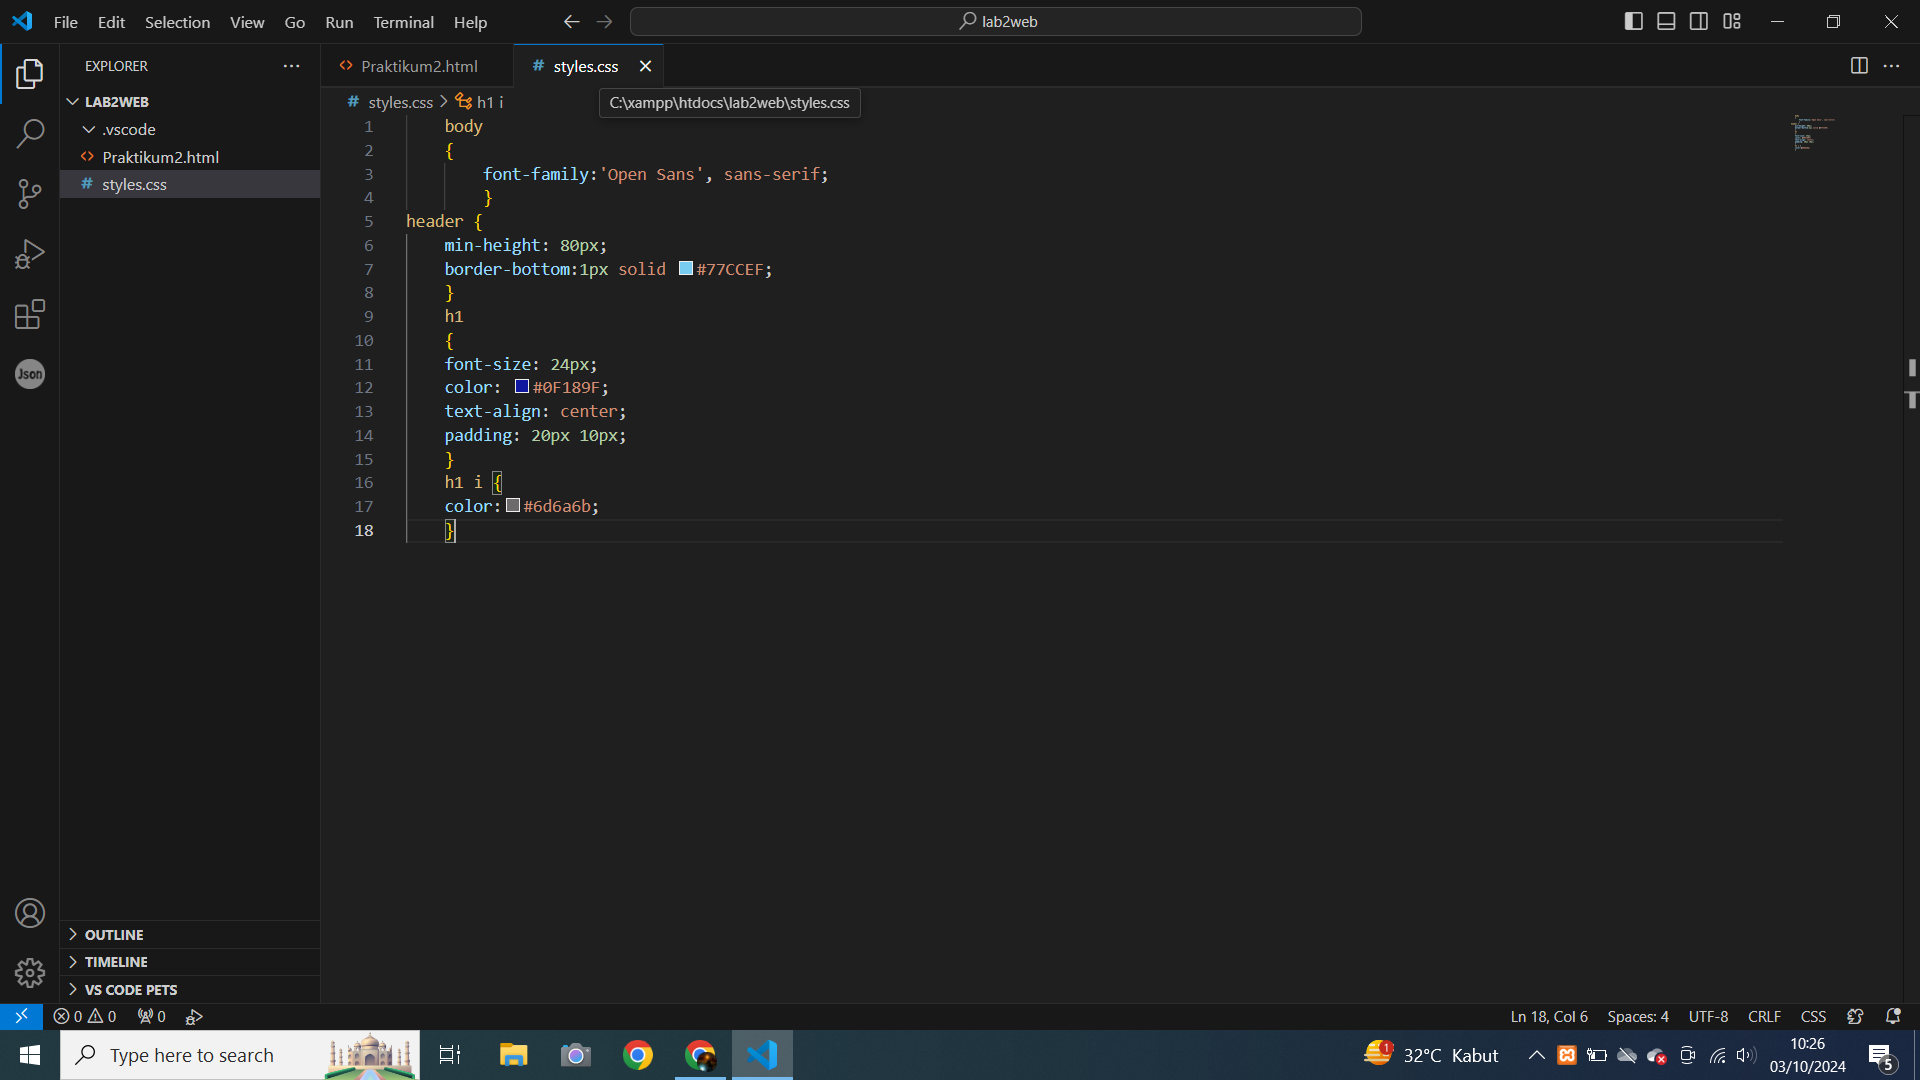 File Edit Selection View Go Run Terminal Help
lab2web
EXPLORER
Praktikum2.html
styles.css
LAB2WEB
styles.css
h1 i
C:\xampp\htdocs\lab2web\styles.css
.vscode
Praktikum2.html
styles.css
1 body
2 {
3 font-family:'Open Sans', sans-serif;
4 }
5 header {
6 min-height: 80px;
7 border-bottom:1px solid #77CCEF;
8 }
9 h1
10 {
11 font-size: 24px;
12 color: #0F189F;
13 text-align: center;
14 padding: 20px 10px;
15 }
16 h1 i {
17 color:#6d6a6b;
18 }
Json
OUTLINE
TIMELINE
VS CODE PETS
0 0 0
Ln 18, Col 6 Spaces: 4 UTF-8 CRLF CSS
Type here to search
1
32°C Kabut
10:26
03/10/2024
5